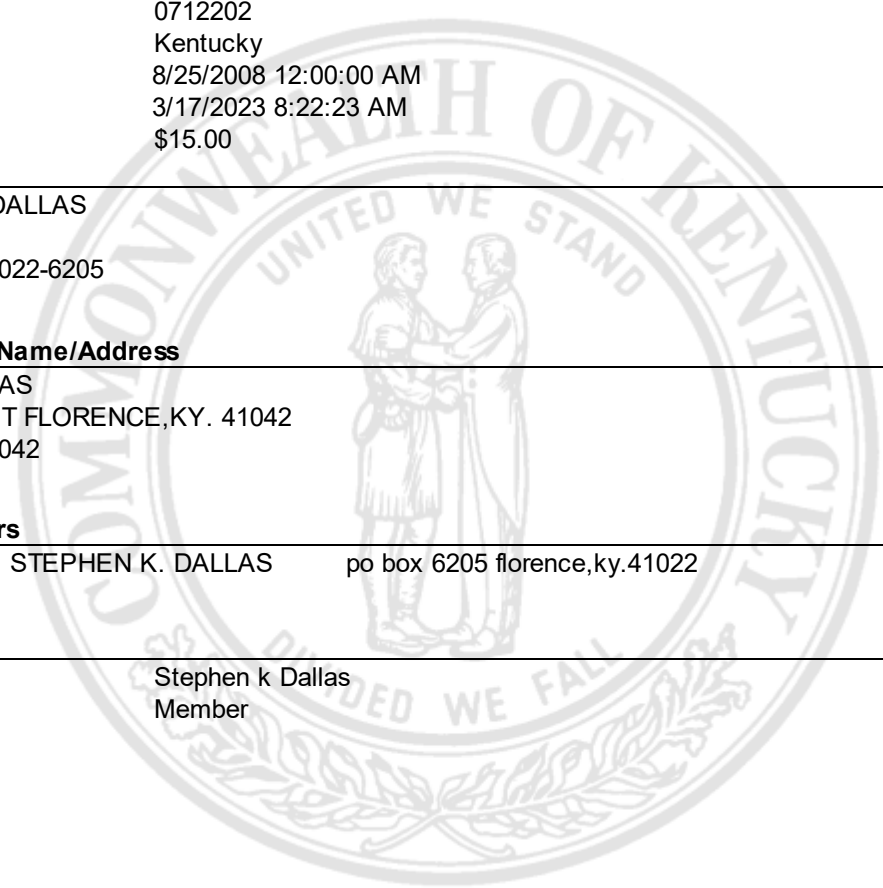 0712202
Kentucky
8/25/2008 12:00:00 AM
3/17/2023 8:22:23 AM
$15.00
DALLAS
022-6205
Name/Address
AS
T FLORENCE,KY. 41042
042
rs
STEPHEN K. DALLAS po box 6205 florence,ky.41022
Stephen k Dallas
Member
COMMONWEALTH OF KENTUCKY
UNITED WE STAND
DIVIDED WE FALL